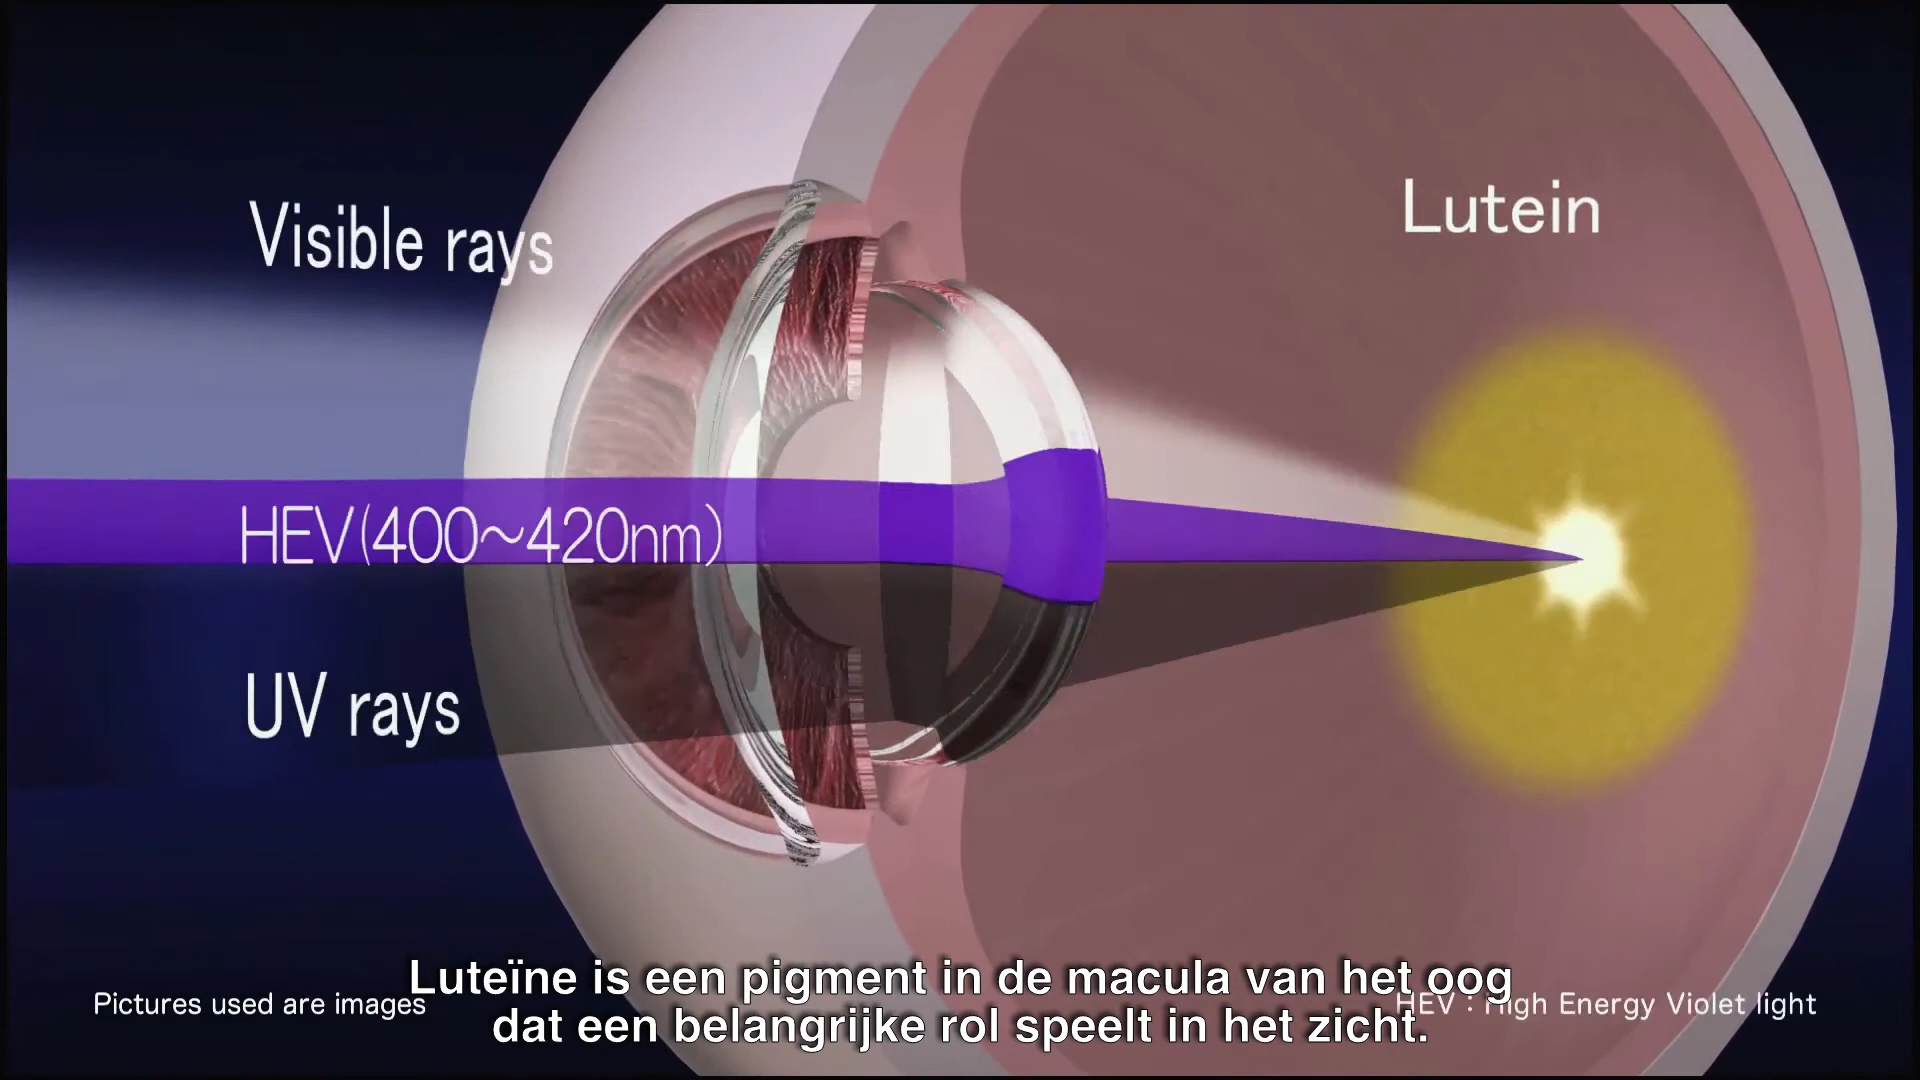 Visible rays
Lutein
HEV(400~420nm)
UV rays
Luteïne is een pigment in de macula van het oog
dat een belangrijke rol speelt in het zicht.
Pictures used are images
HEV : High Energy Violet light